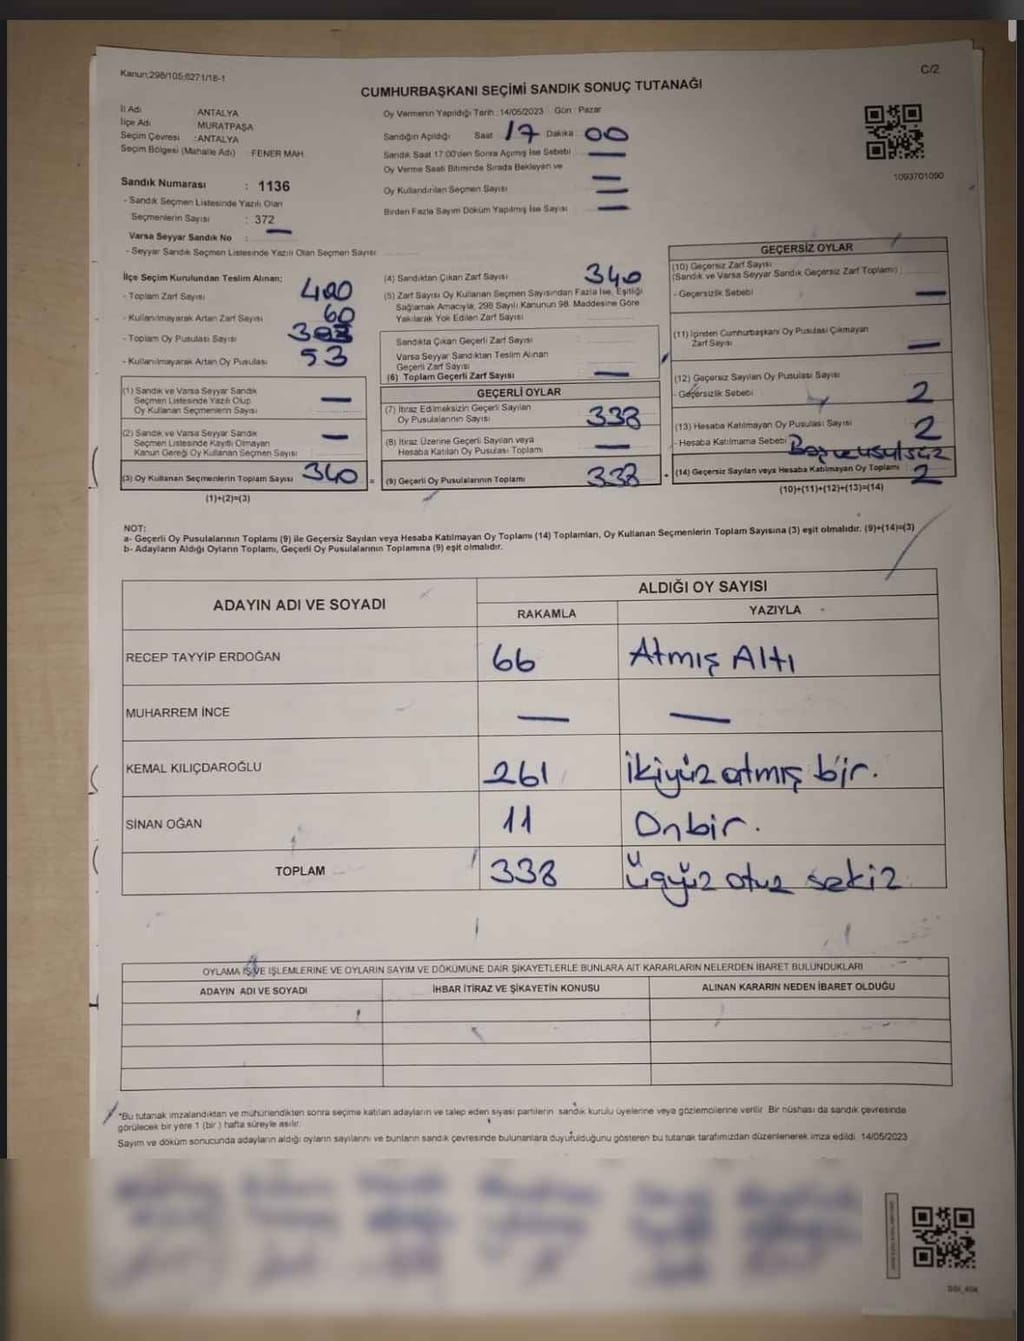 Kanun;298/105;6271/18-1
C/2
CUMHURBAŞKANI SEÇİMİ SANDIK SONUÇ TUTANAĞI
İl Adı ANTALYA
İlçe Adı MURATPAŞA
Seçim Çevresi : ANTALYA
Seçim Bölgesi (Mahalle Adı) FENER MAH.
Oy Vermenin Yapıldığı Tarih : 14/05/2023 Gün : Pazar
Sandığın Açıldığı Saat 17 Dakika 00
Sandık Saat 17:00'den Sonra Açılmış İse Sebebi —
Oy Verme Saati Bitiminde Sırada Bekleyen ve
Oy Kullandırılan Seçmen Sayısı —
Birden Fazla Sayım Döküm Yapılmış İse Sayısı —
1093701090
Sandık Numarası : 1136
- Sandık Seçmen Listesinde Yazılı Olan
Seçmenlerin Sayısı : 372
Varsa Seyyar Sandık No : —
- Seyyar Sandık Seçmen Listesinde Yazılı Olan Seçmen Sayısı
İlçe Seçim Kurulundan Teslim Alınan;
- Toplam Zarf Sayısı 400
- Kullanılmayarak Artan Zarf Sayısı 60
- Toplam Oy Pusulası Sayısı
- Kullanılmayarak Artan Oy Pusulası 53
(1) Sandık ve Varsa Seyyar Sandık
Seçmen Listesinde Yazılı Olup
Oy Kullanan Seçmenlerin Sayısı —
(2) Sandık ve Varsa Seyyar Sandık
Seçmen Listesinde Kayıtlı Olmayan
Kanun Gereği Oy Kullanan Seçmen Sayısı —
(3) Oy Kullanan Seçmenlerin Toplam Sayısı 340 =
(1)+(2)=(3)
(4) Sandıktan Çıkan Zarf Sayısı 340
(5) Zarf Sayısı Oy Kullanan Seçmen Sayısından Fazla İse, Eşitliği
Sağlamak Amacıyla, 298 Sayılı Kanunun 98. Maddesine Göre
Yakılarak Yok Edilen Zarf Sayısı
Sandıkta Çıkan Geçerli Zarf Sayısı
Varsa Seyyar Sandıktan Teslim Alınan
Geçerli Zarf Sayısı
(6) Toplam Geçerli Zarf Sayısı —
GEÇERLİ OYLAR
(7) İtiraz Edilmeksizin Geçerli Sayılan
Oy Pusulalarının Sayısı 338
(8) İtiraz Üzerine Geçerli Sayılan veya
Hesaba Katılan Oy Pusulası Toplamı —
(9) Geçerli Oy Pusulalarının Toplamı 338 +
GEÇERSİZ OYLAR
(10) Geçersiz Zarf Sayısı
(Sandık ve Varsa Seyyar Sandık Geçersiz Zarf Toplamı)
- Geçersizlik Sebebi —
(11) İçinden Cumhurbaşkanı Oy Pusulası Çıkmayan
Zarf Sayısı —
(12) Geçersiz Sayılan Oy Pusulası Sayısı
- Geçersizlik Sebebi 2
(13) Hesaba Katılmayan Oy Pusulası Sayısı 2
- Hesaba Katılmama Sebebi
(14) Geçersiz Sayılan veya Hesaba Katılmayan Oy Toplamı 2
(10)+(11)+(12)+(13)=(14)
NOT:
a- Geçerli Oy Pusulasının Toplamı (9) ile Geçersiz Sayılan veya Hesaba Katılmayan Oy Toplamı (14) Toplamları, Oy Kullanan Seçmenlerin Toplam Sayısına (3) eşit olmalıdır. (9)+(14)=(3)
b- Adayların Aldığı Oyların Toplamı, Geçerli Oy Pusulalarının Toplamına (9) eşit olmalıdır.
ADAYIN ADI VE SOYADI
ALDIĞI OY SAYISI
RAKAMLA YAZIYLA
RECEP TAYYİP ERDOĞAN 66 Atmış Altı
MUHARREM İNCE — —
KEMAL KILIÇDAROĞLU 261 İkiyüz atmış bir.
SİNAN OĞAN 11 Onbir.
TOPLAM 338 Üçyüz otuz sekiz
OYLAMA İŞ VE İŞLEMLERİNE VE OYLARIN SAYIM VE DÖKÜMÜNE DAİR ŞİKAYETLERLE BUNLARA AİT KARARLARIN NELERDEN İBARET BULUNDUKLARI
ADAYIN ADI VE SOYADI İHBAR İTİRAZ VE ŞİKAYETİN KONUSU ALINAN KARARIN NEDEN İBARET OLDUĞU
*Bu tutanak imzalandıktan ve mühürlendikten sonra seçime katılan adayların ve talep eden siyasi partilerin sandık kurulu üyelerine veya gözlemcilerine verilir. Bir nüshası da sandık çevresinde
görülecek bir yere 1 (bir) hafta süreyle asılır.
Sayım ve döküm sonucunda adayların aldığı oyların sayılarını ve bunların sandık çevresinde bulunanlara duyurulduğunu gösteren bu tutanak tarafımızdan düzenlenerek imza edildi. 14/05/2023